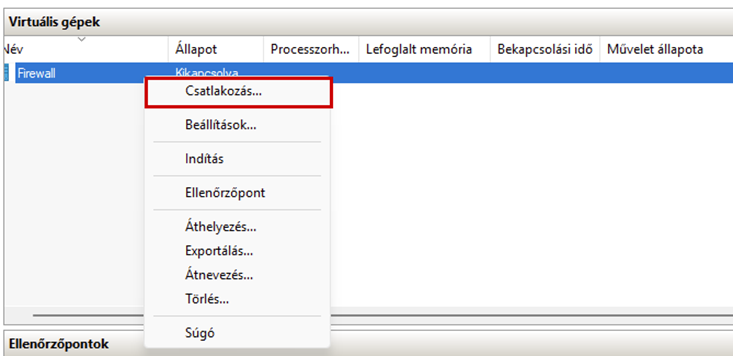 Virtuális gépek
Név Állapot Processzorh... Lefoglalt memória Bekapcsolási idő Művelet állapota
Firewall Kikapcsolva
Csatlakozás...
Beállítások...
Indítás
Ellenőrzőpont
Áthelyezés...
Exportálás...
Átnevezés...
Törlés...
Súgó
Ellenőrzőpontok